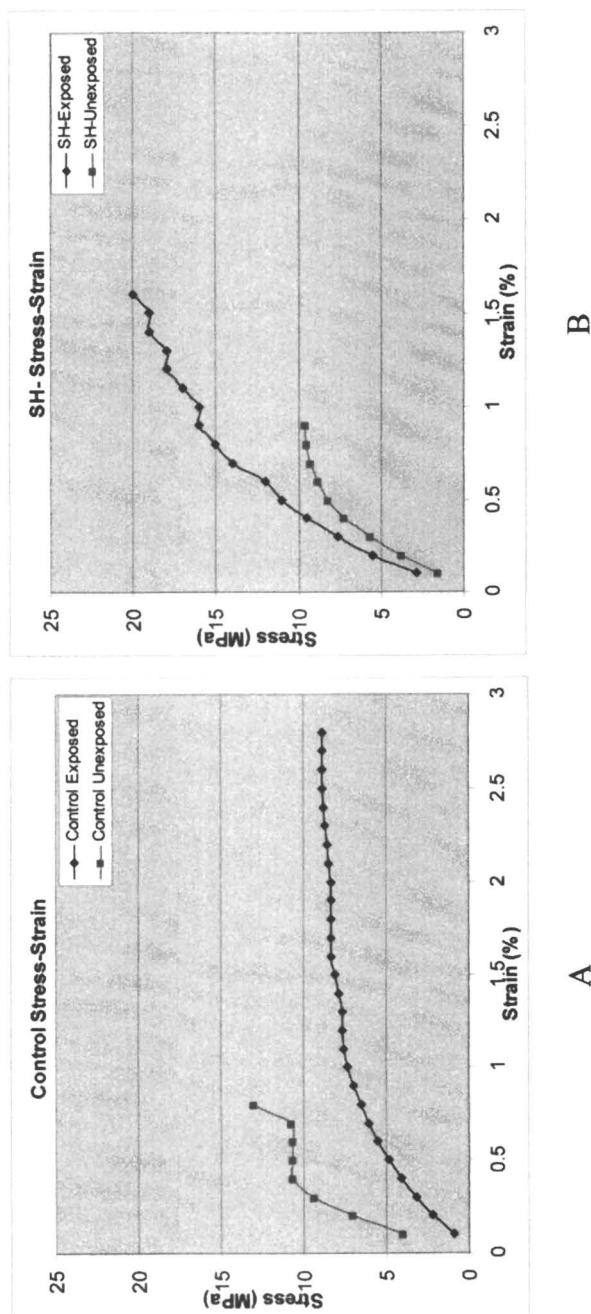 Control Stress-Strain
Control Exposed
Control Unexposed
Stress (MPa)
25
20
15
10
5
0
0
0.5
1
1.5
2
2.5
3
Strain (%)
A
SH- Stress-Strain
SH-Exposed
SH-Unexposed
Stress (MPa)
25
20
15
10
5
0
0
0.5
1
1.5
2
2.5
3
Strain (%)
B